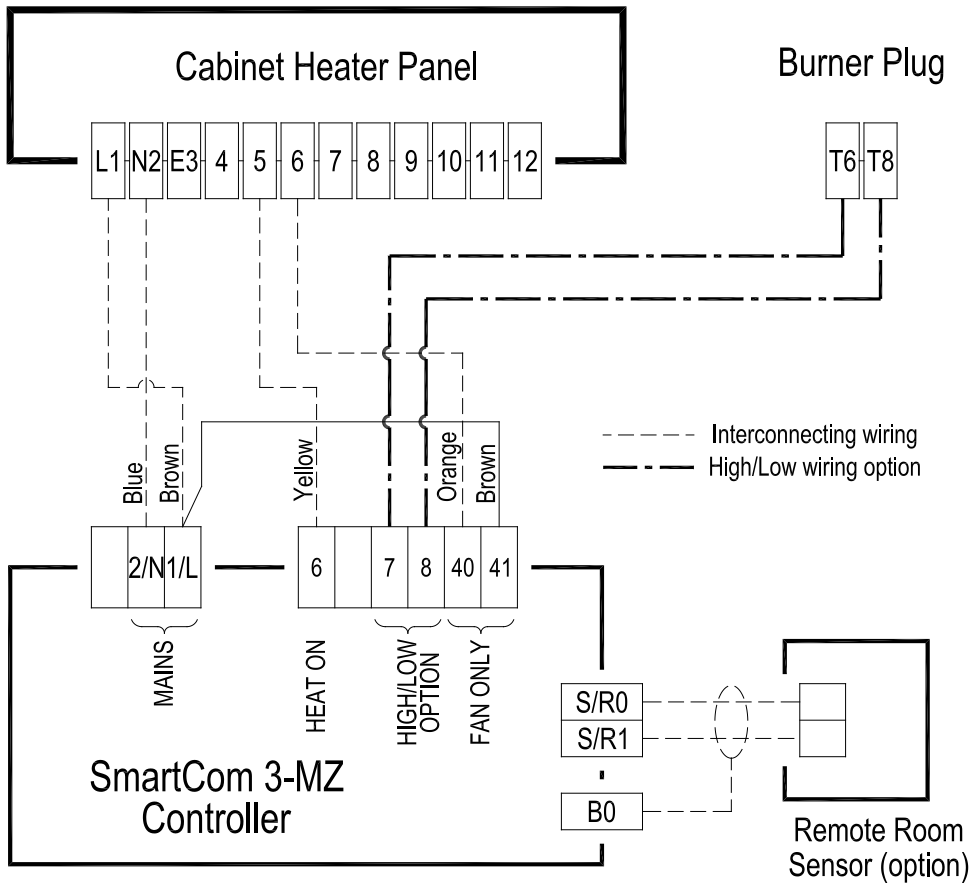 Cabinet Heater Panel
Burner Plug
L1 N2 E3 4 5 6 7 8 9 10 11 12
T6 T8
Interconnecting wiring
High/Low wiring option
Blue
Brown
Yellow
Orange
Brown
2/N 1/L
6 7 8 40 41
MAINS
HEAT ON
HIGH/LOW
OPTION
FAN ONLY
S/R0
S/R1
B0
SmartCom 3-MZ
Controller
Remote Room
Sensor (option)